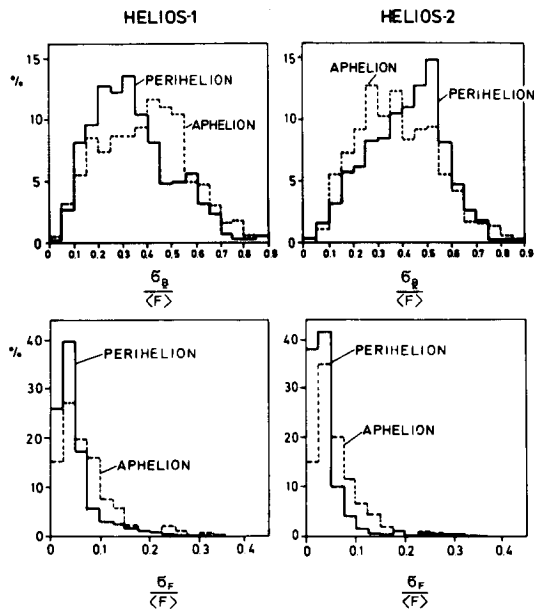 HELIOS-1
HELIOS-2
15
%
10
5
0
PERIHELION
APHELION
0 0.1 0.2 0.3 0.4 0.5 0.6 0.7 0.8 0.9
σB
⟨F⟩
15
10
5
0
APHELION
PERIHELION
0 0.1 0.2 0.3 0.4 0.5 0.6 0.7 0.8 0.9
σB
⟨F⟩
40
%
30
20
10
0
PERIHELION
APHELION
0 0.1 0.2 0.3 0.4
σF
⟨F⟩
40
30
20
10
0
PERIHELION
APHELION
0 0.1 0.2 0.3 0.4
σF
⟨F⟩